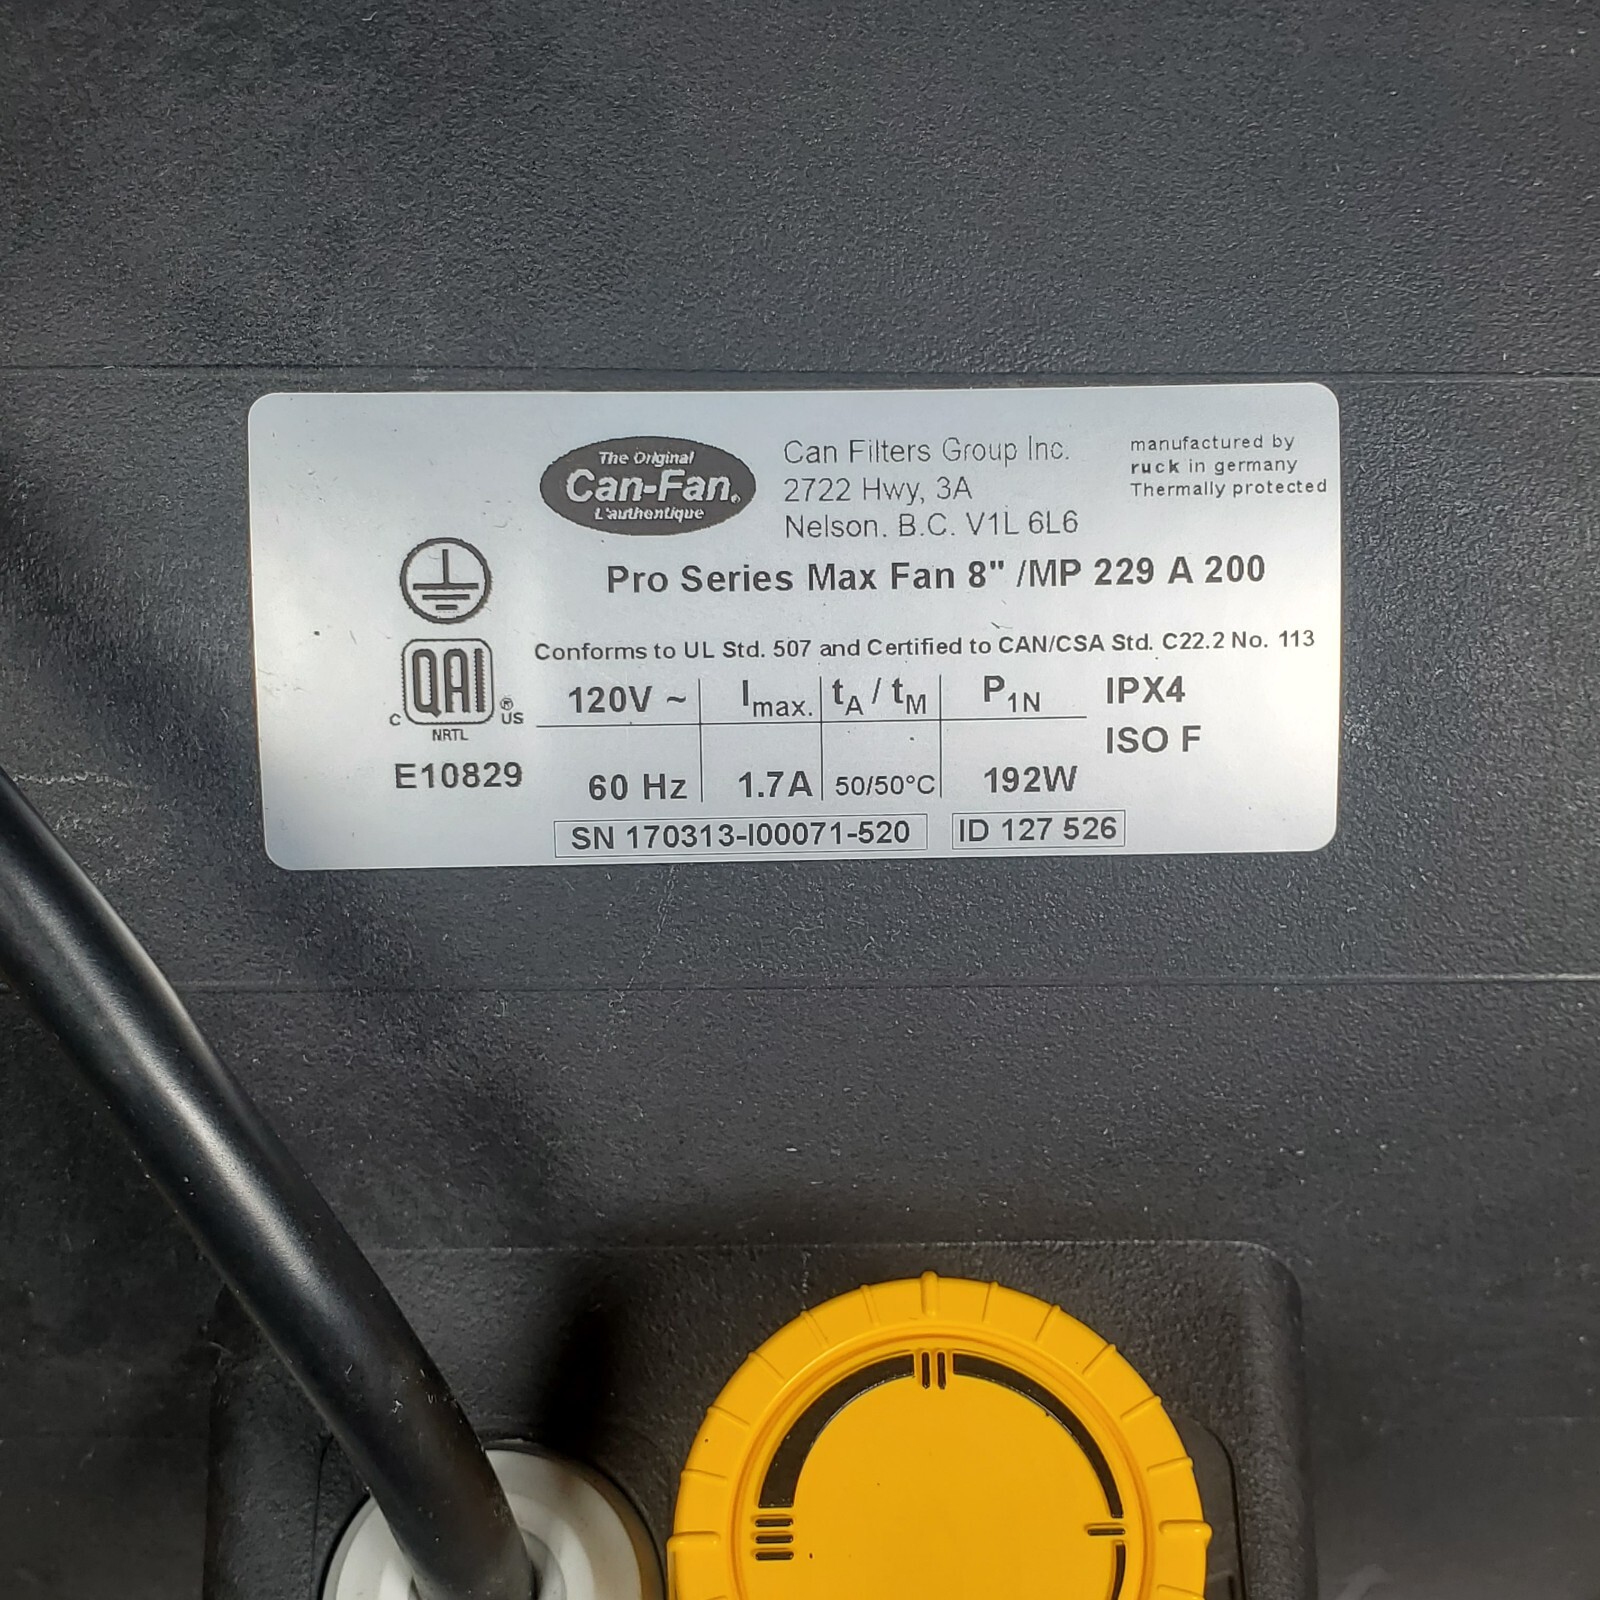 The Original
Can-Fan®
L'authentique
Can Filters Group Inc.
2722 Hwy, 3A
Nelson. B.C. V1L 6L6
manufactured by
ruck in germany
Thermally protected
Pro Series Max Fan 8" /MP 229 A 200
Conforms to UL Std. 507 and Certified to CAN/CSA Std. C22.2 No. 113
C QAI® US
NRTL
E10829
120V ~ Imax. tA / tM P1N IPX4
ISO F
60 Hz 1.7A 50/50°C 192W
SN 170313-I00071-520 ID 127 526